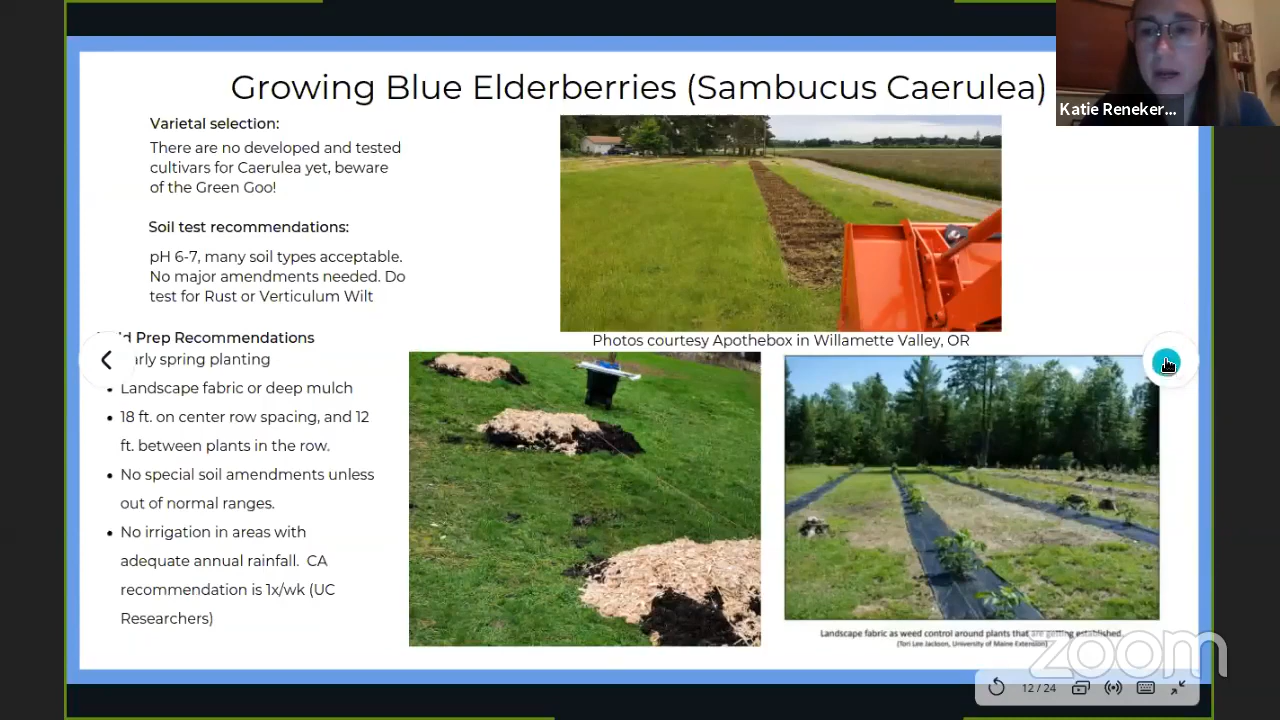 Growing Blue Elderberries (Sambucus Caerulea)
Katie Reneker...
Varietal selection:
There are no developed and tested
cultivars for Caerulea yet, beware
of the Green Goo!
Soil test recommendations:
pH 6-7, many soil types acceptable.
No major amendments needed. Do
test for Rust or Verticulum Wilt
Photos courtesy Apothebox in Willamette Valley, OR
Prep Recommendations
spring planting
• Landscape fabric or deep mulch
• 18 ft. on center row spacing, and 12
ft. between plants in the row.
• No special soil amendments unless
out of normal ranges.
• No irrigation in areas with
adequate annual rainfall. CA
recommendation is 1x/wk (UC
Researchers)
Landscape fabric as weed control around plants that are getting established.
(Tori Lee Jackson, University of Maine Extension)
zoom
12 / 24